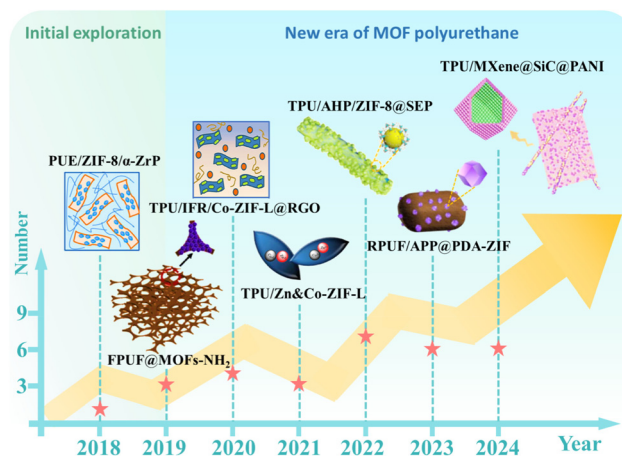 Initial exploration
New era of MOF polyurethane
TPU/MXene@SiC@PANI
TPU/AHP/ZIF-8@SEP
PUE/ZIF-8/α-ZrP
TPU/IFR/Co-ZIF-L@RGO
RPUF/APP@PDA-ZIF
TPU/Zn&Co-ZIF-L
FPUF@MOFs-NH₂
Number
9
6
3
2018 2019 2020 2021 2022 2023 2024 Year